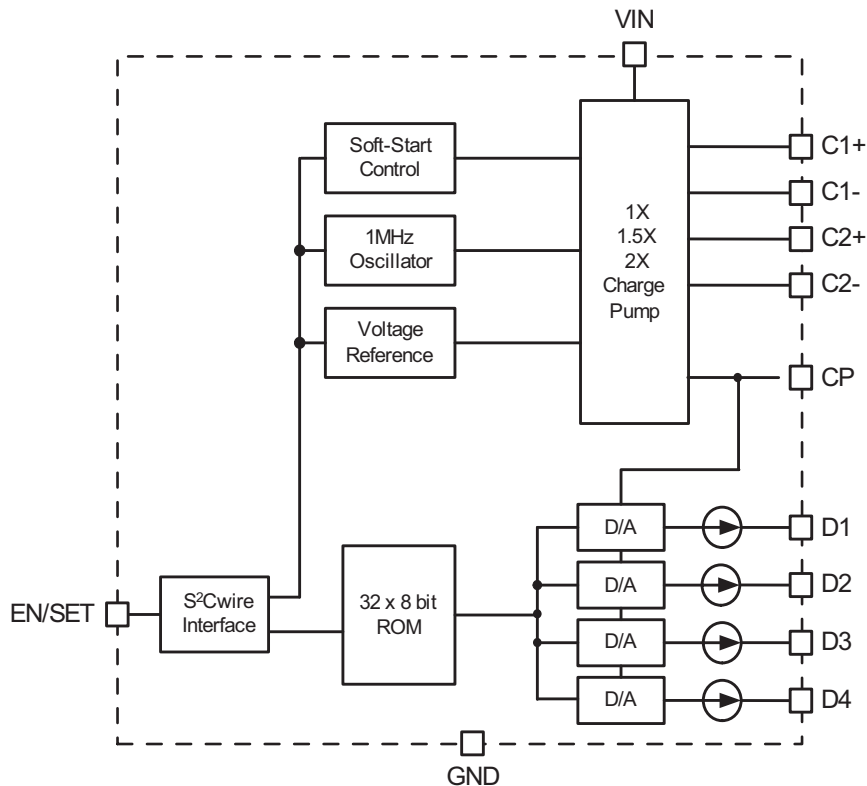 VIN
Soft-Start
Control
1MHz
Oscillator
Voltage
Reference
1X
1.5X
2X
Charge
Pump
C1+
C1-
C2+
C2-
CP
EN/SET
S²Cwire
Interface
32 x 8 bit
ROM
D/A
D/A
D/A
D/A
D1
D2
D3
D4
GND